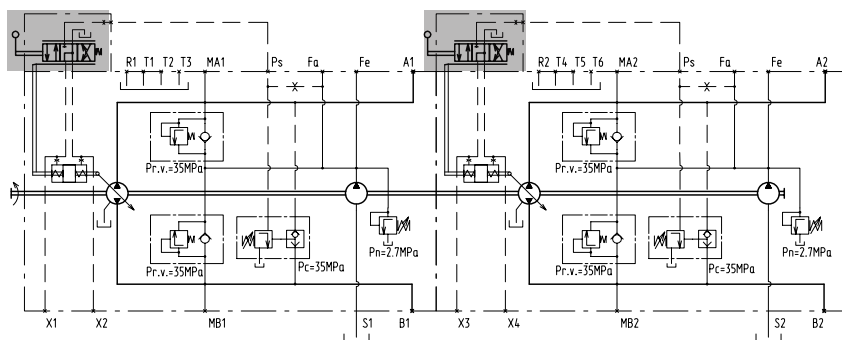 R1 T1 T2 T3 MA1 Ps Fa Fe A1 R2 T4 T5 T6 MA2 Ps Fa Fe A2
Pr.v.=35MPa Pr.v.=35MPa
Pn=2.7MPa Pn=2.7MPa
Pr.v.=35MPa Pc=35MPa Pr.v.=35MPa Pc=35MPa
X1 X2 MB1 S1 B1 X3 X4 MB2 S2 B2